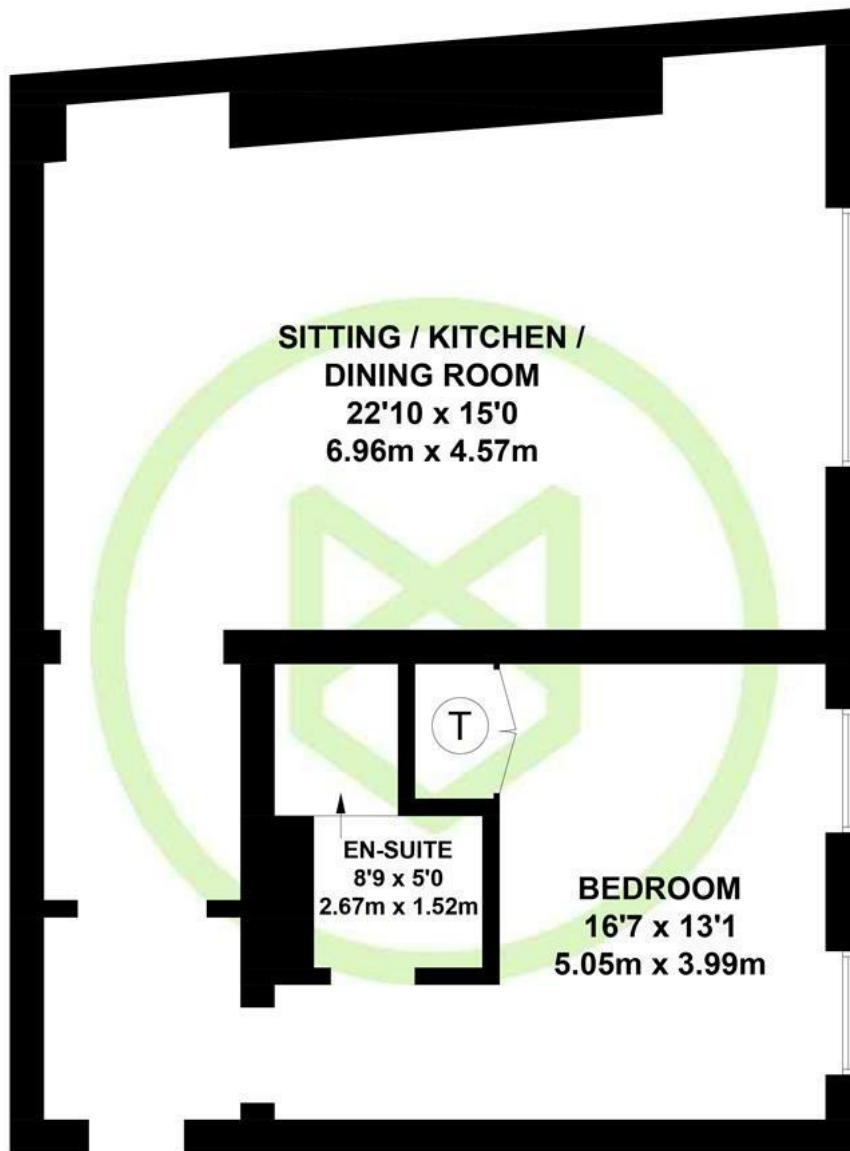 SITTING / KITCHEN /
DINING ROOM
22'10 x 15'0
6.96m x 4.57m
T
EN-SUITE
8'9 x 5'0
2.67m x 1.52m
BEDROOM
16'7 x 13'1
5.05m x 3.99m